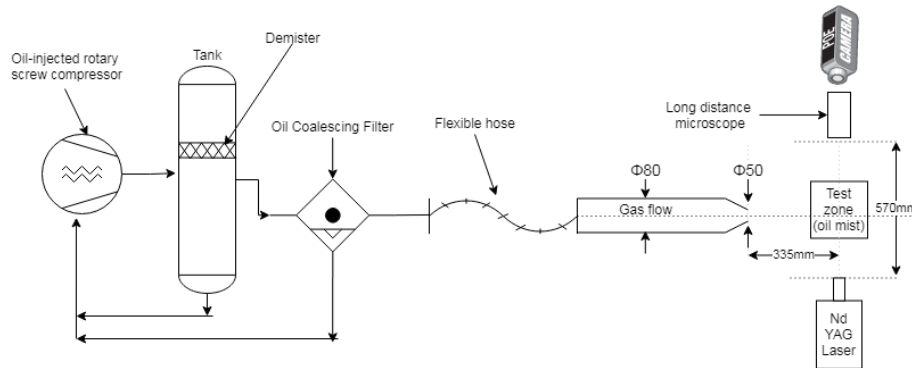 Oil-injected rotary
screw compressor
Tank
Demister
Oil Coalescing Filter
Flexible hose
Φ80
Φ50
Gas flow
335mm
POE
CAMERA
Long distance
microscope
Test
zone
(oil mist)
570mm
Nd
YAG
Laser